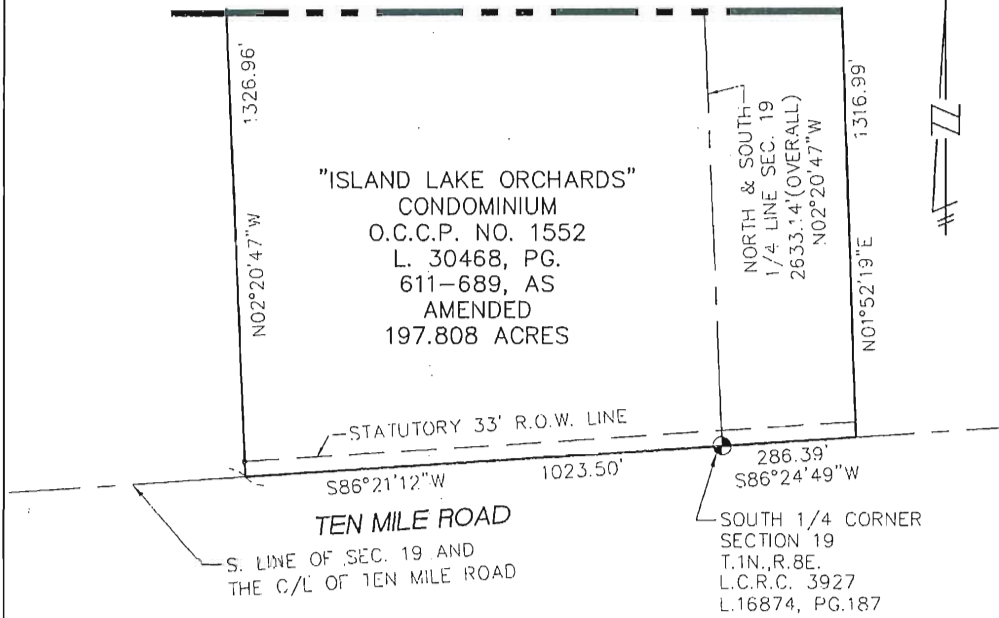 1326.96'
N02°20'47"W
"ISLAND LAKE ORCHARDS"
CONDOMINIUM
O.C.C.P. NO. 1552
L. 30468, PG.
611-689, AS
AMENDED
197.808 ACRES
NORTH & SOUTH
1/4 LINE SEC. 19
2633.14'(OVERALL)
N02°20'47"W
1316.99'
N01°52'19"E
N
STATUTORY 33' R.O.W. LINE
S86°21'12"W
1023.50'
286.39'
S86°24'49"W
TEN MILE ROAD
S. LINE OF SEC. 19 AND
THE C/L OF TEN MILE ROAD
SOUTH 1/4 CORNER
SECTION 19
T.1N.,R.8E.
L.C.R.C. 3927
L.16874, PG.187